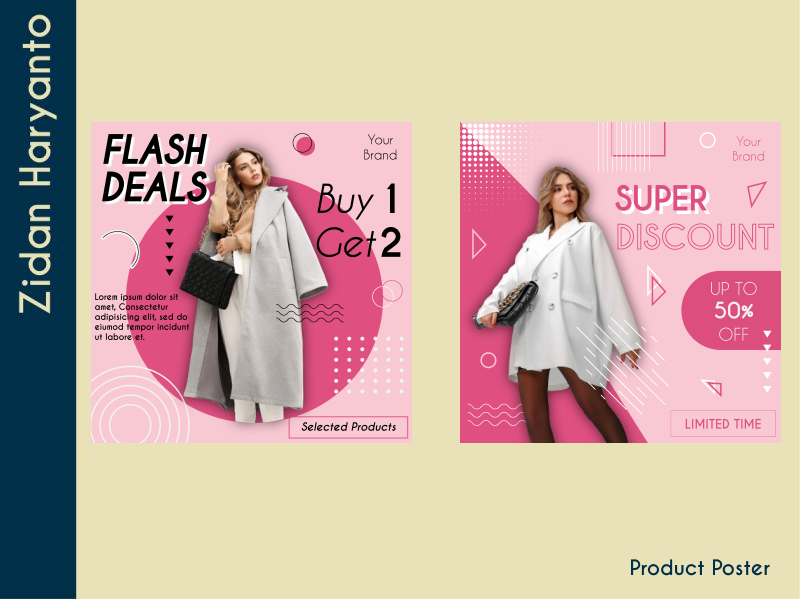 Zidan Haryanto
FLASH
DEALS
Your
Brand
Buy 1
Get 2
Lorem ipsum dolor sit
amet, Consectetur
adipisicing elit, sed do
eiumod tempor incidunt
ut labore et.
Selected Products
Your
Brand
SUPER
DISCOUNT
UP TO
50%
OFF
LIMITED TIME
Product Poster